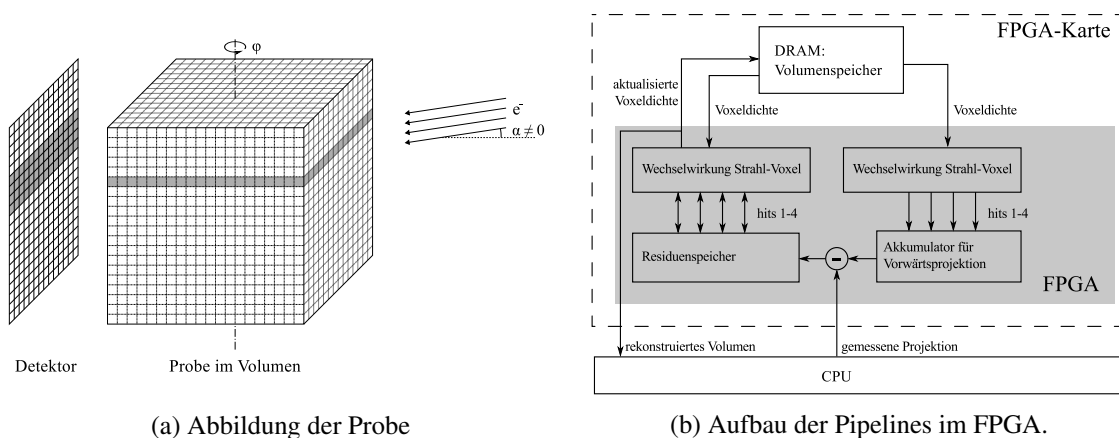 φ
e-
α ≠ 0
Detektor
Probe im Volumen
(a) Abbildung der Probe
FPGA-Karte
DRAM:
Volumenspeicher
aktualisierte
Voxeldichte
Voxeldichte
Voxeldichte
Wechselwirkung Strahl-Voxel
Wechselwirkung Strahl-Voxel
hits 1-4
hits 1-4
Residuenspeicher
-
Akkumulator für
Vorwärtsprojektion
FPGA
rekonstruiertes Volumen
gemessene Projektion
CPU
(b) Aufbau der Pipelines im FPGA.